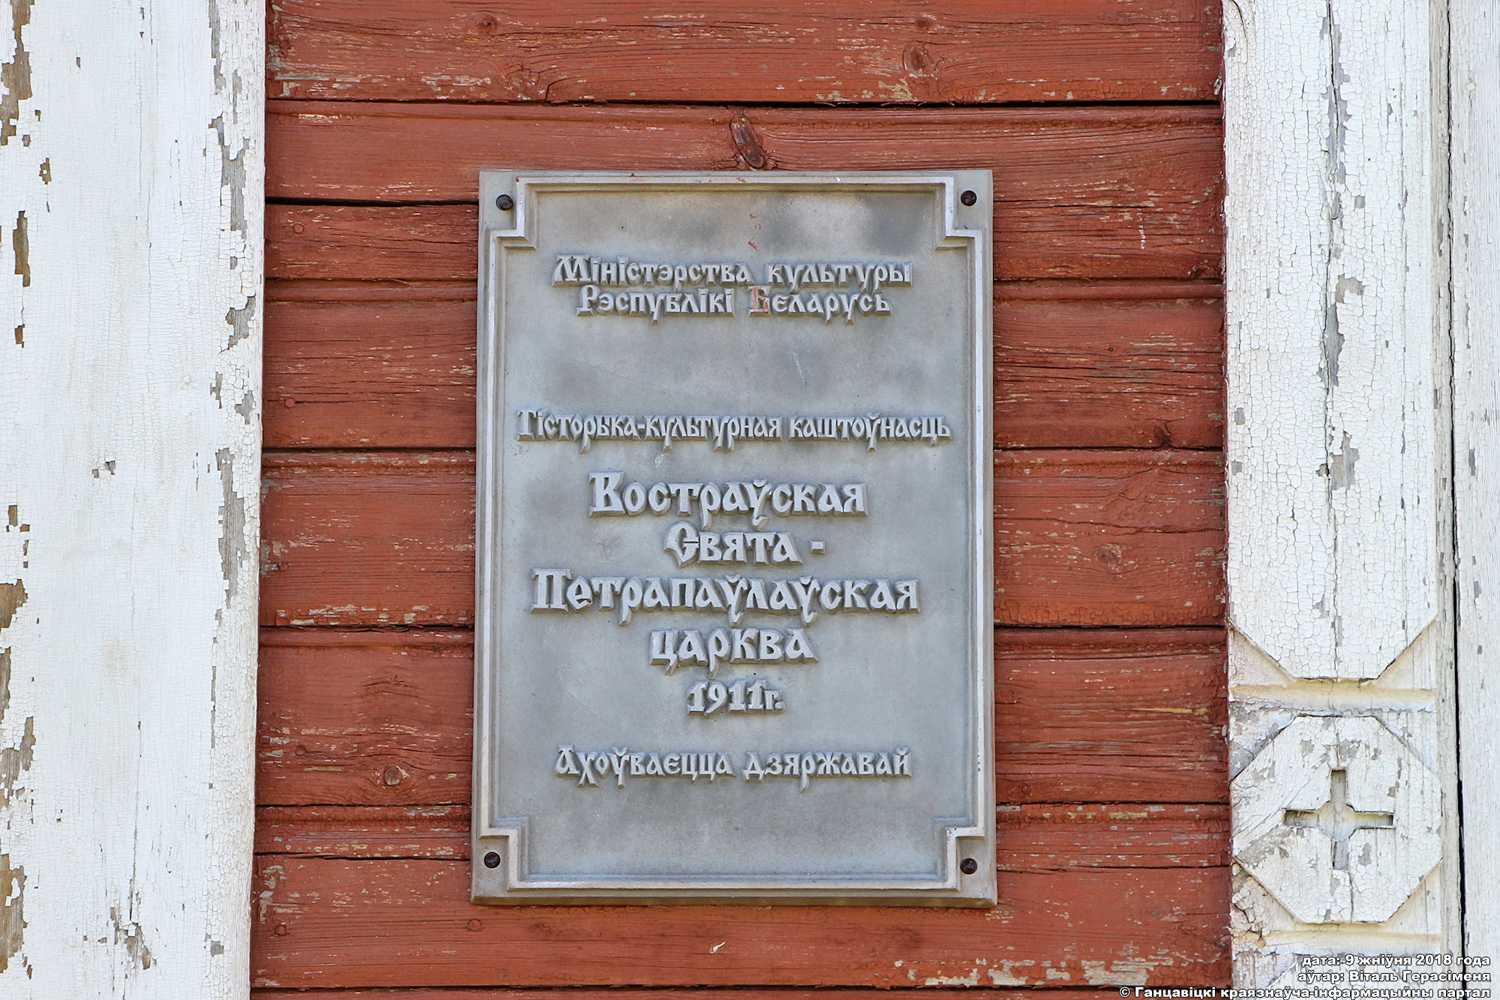 Міністэрства культуры
Рэспублікі Беларусь
Гісторыка-культурная каштоўнасць
Востраўская
Свята -
Петрапаўлаўская
царква
1911г.
Ахоўваецца дзяржавай
дата: 9 жніўня 2018 года
аўтар: Віталь Герасіменя
© Ганцавіцкі краязнаўча-інфармацыйны партал